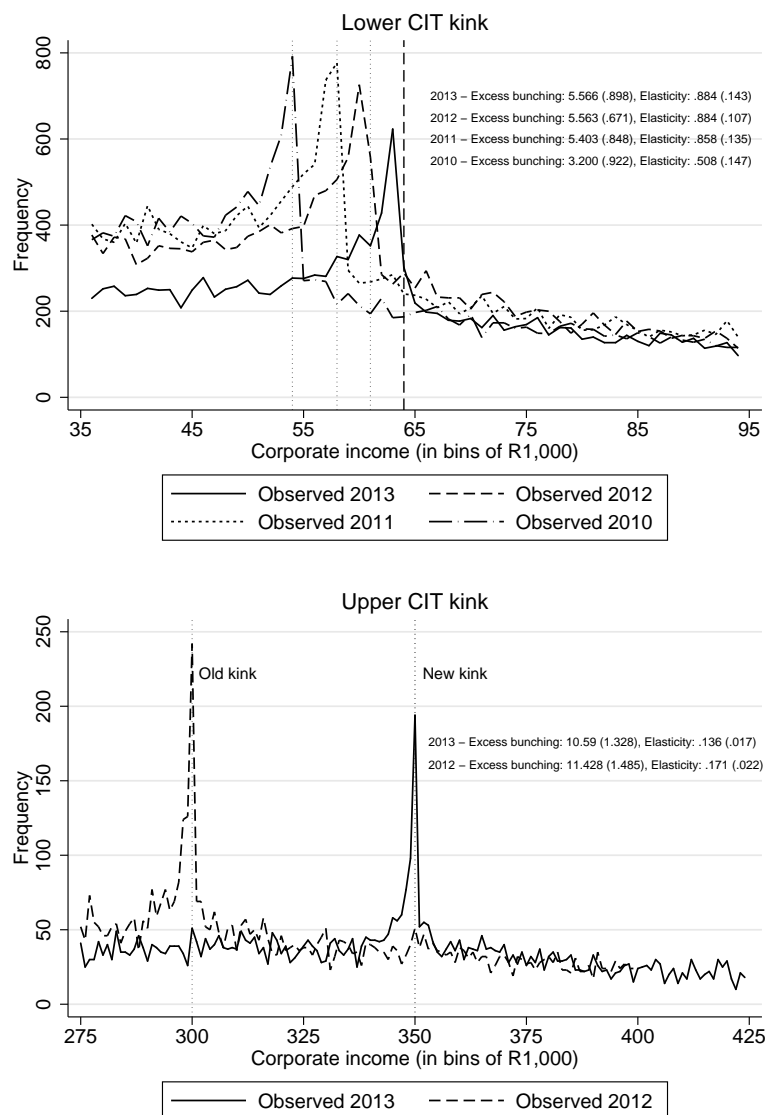 Lower CIT kink
800
600
400
200
0
Frequency
2013 – Excess bunching: 5.566 (.898), Elasticity: .884 (.143)
2012 – Excess bunching: 5.563 (.671), Elasticity: .884 (.107)
2011 – Excess bunching: 5.403 (.848), Elasticity: .858 (.135)
2010 – Excess bunching: 3.200 (.922), Elasticity: .508 (.147)
35 45 55 65 75 85 95
Corporate income (in bins of R1,000)
Observed 2013 Observed 2012
Observed 2011 Observed 2010
Upper CIT kink
250
200
150
100
50
0
Frequency
Old kink New kink
2013 – Excess bunching: 10.59 (1.328), Elasticity: .136 (.017)
2012 – Excess bunching: 11.428 (1.485), Elasticity: .171 (.022)
275 300 325 350 375 400 425
Corporate income (in bins of R1,000)
Observed 2013 Observed 2012